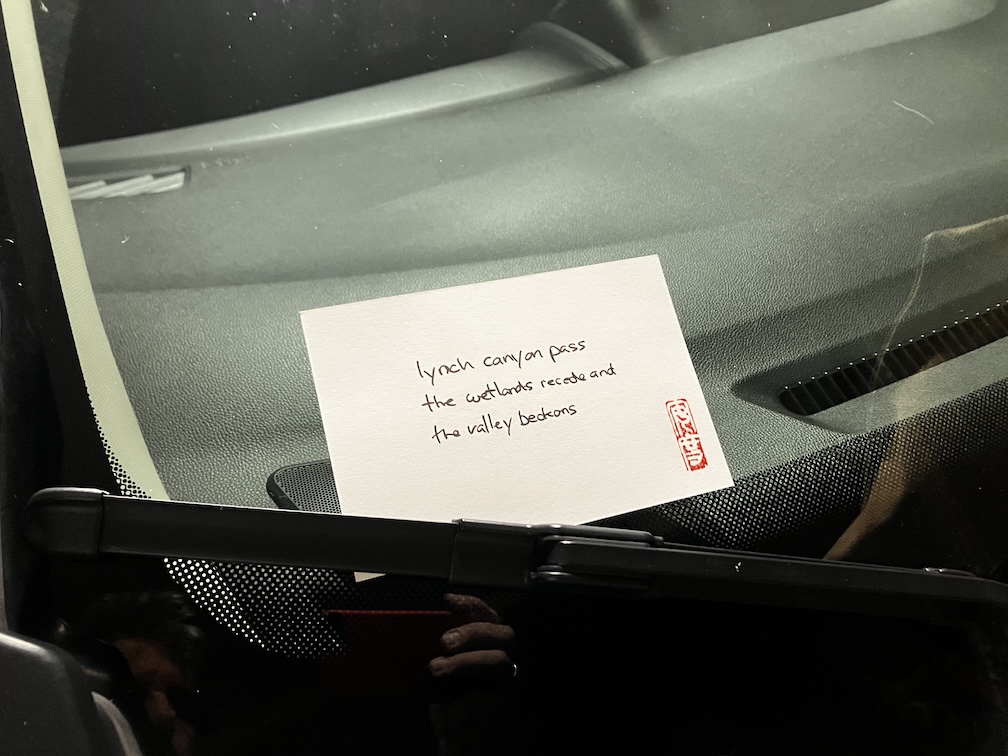 lynch canyon pass
the wetlands recede and
the valley beckons